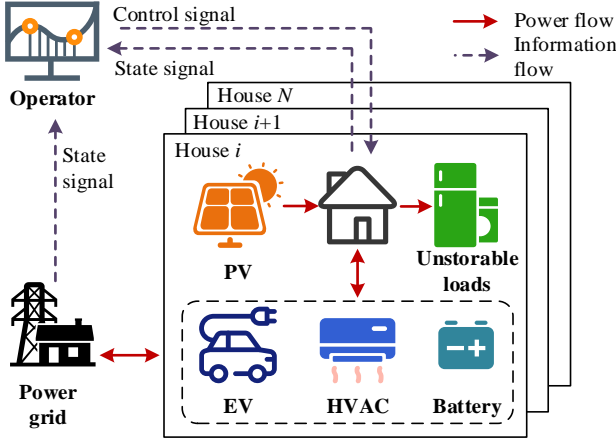 Control signal
State signal
Operator
Power flow
Information
flow
House N
House i+1
House i
State
signal
PV
Unstorable
loads
Power
grid
EV
HVAC
Battery